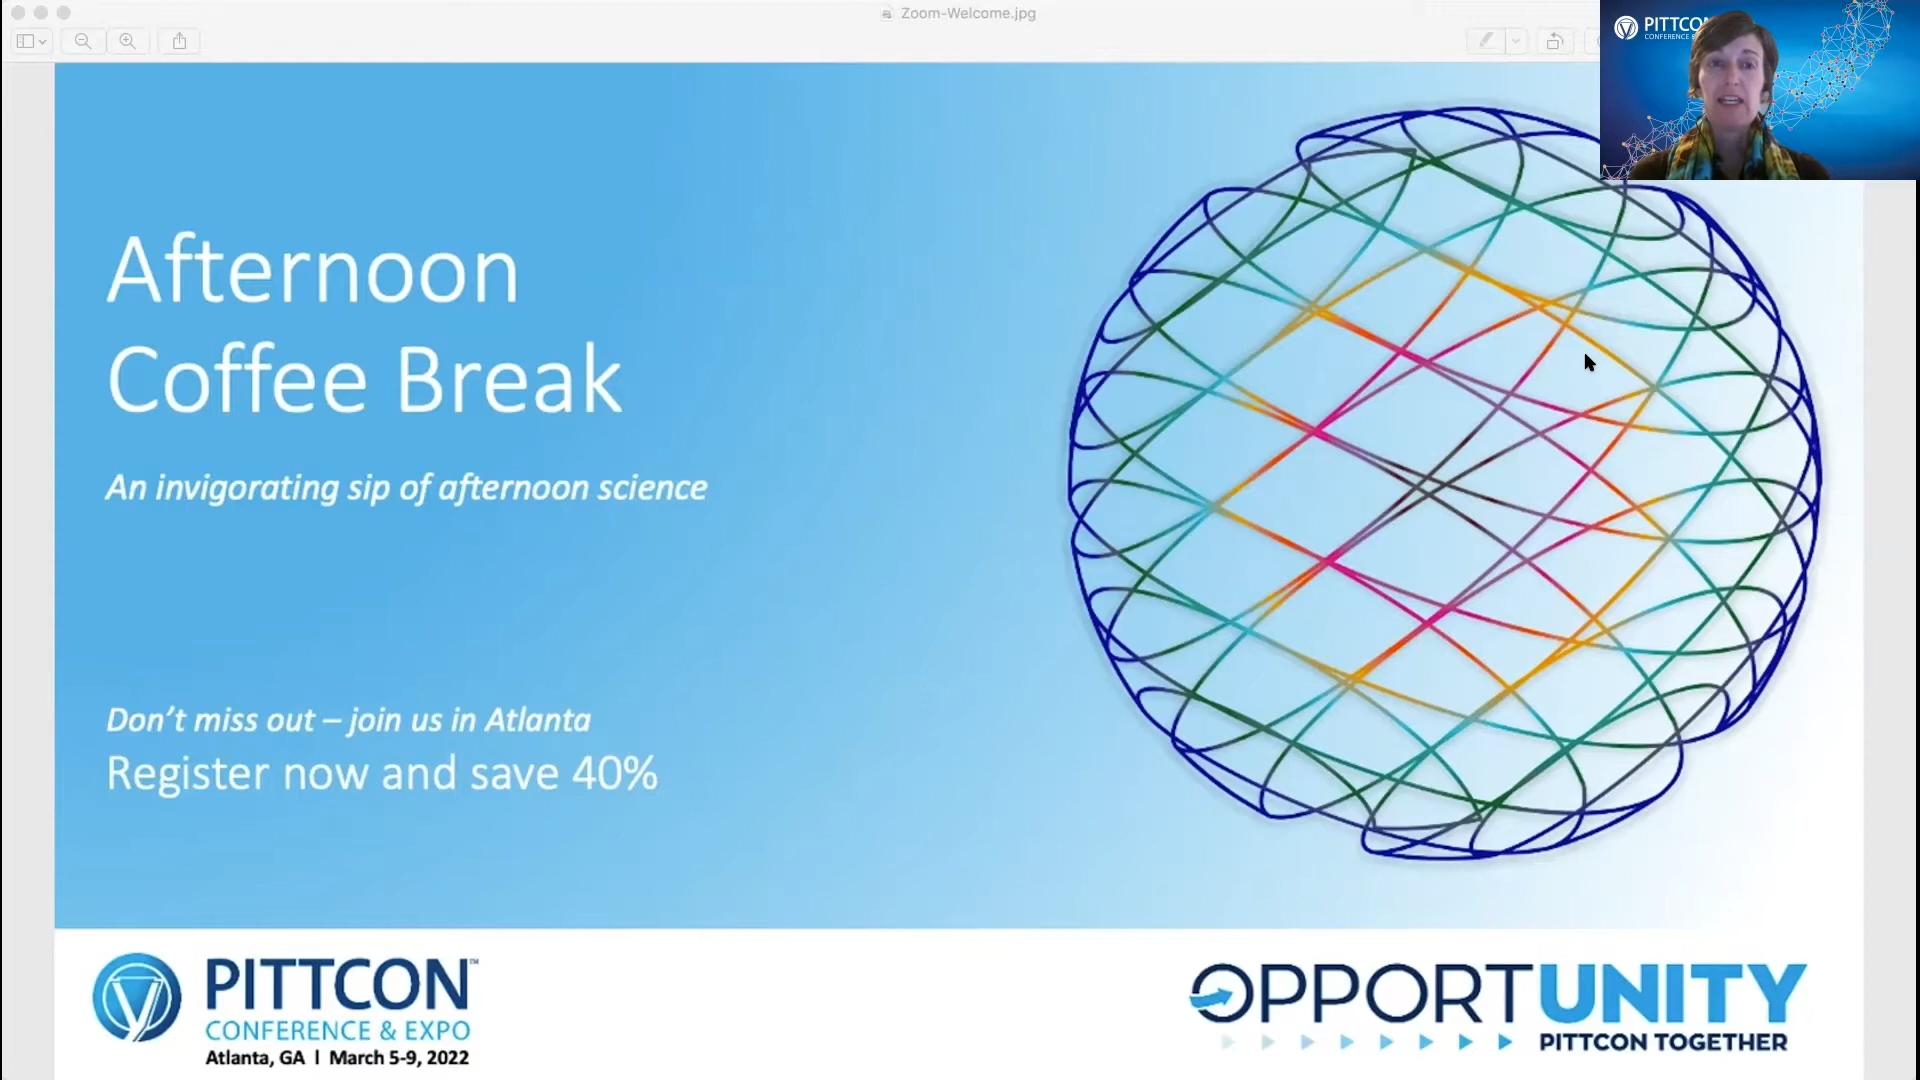 Zoom-Welcome.jpg
PITTCO
CONFERENCE &
Afternoon
Coffee Break
An invigorating sip of afternoon science
Don't miss out – join us in Atlanta
Register now and save 40%
PITTCON™
CONFERENCE & EXPO
Atlanta, GA | March 5-9, 2022
OPPORTUNITY
PITTCON TOGETHER